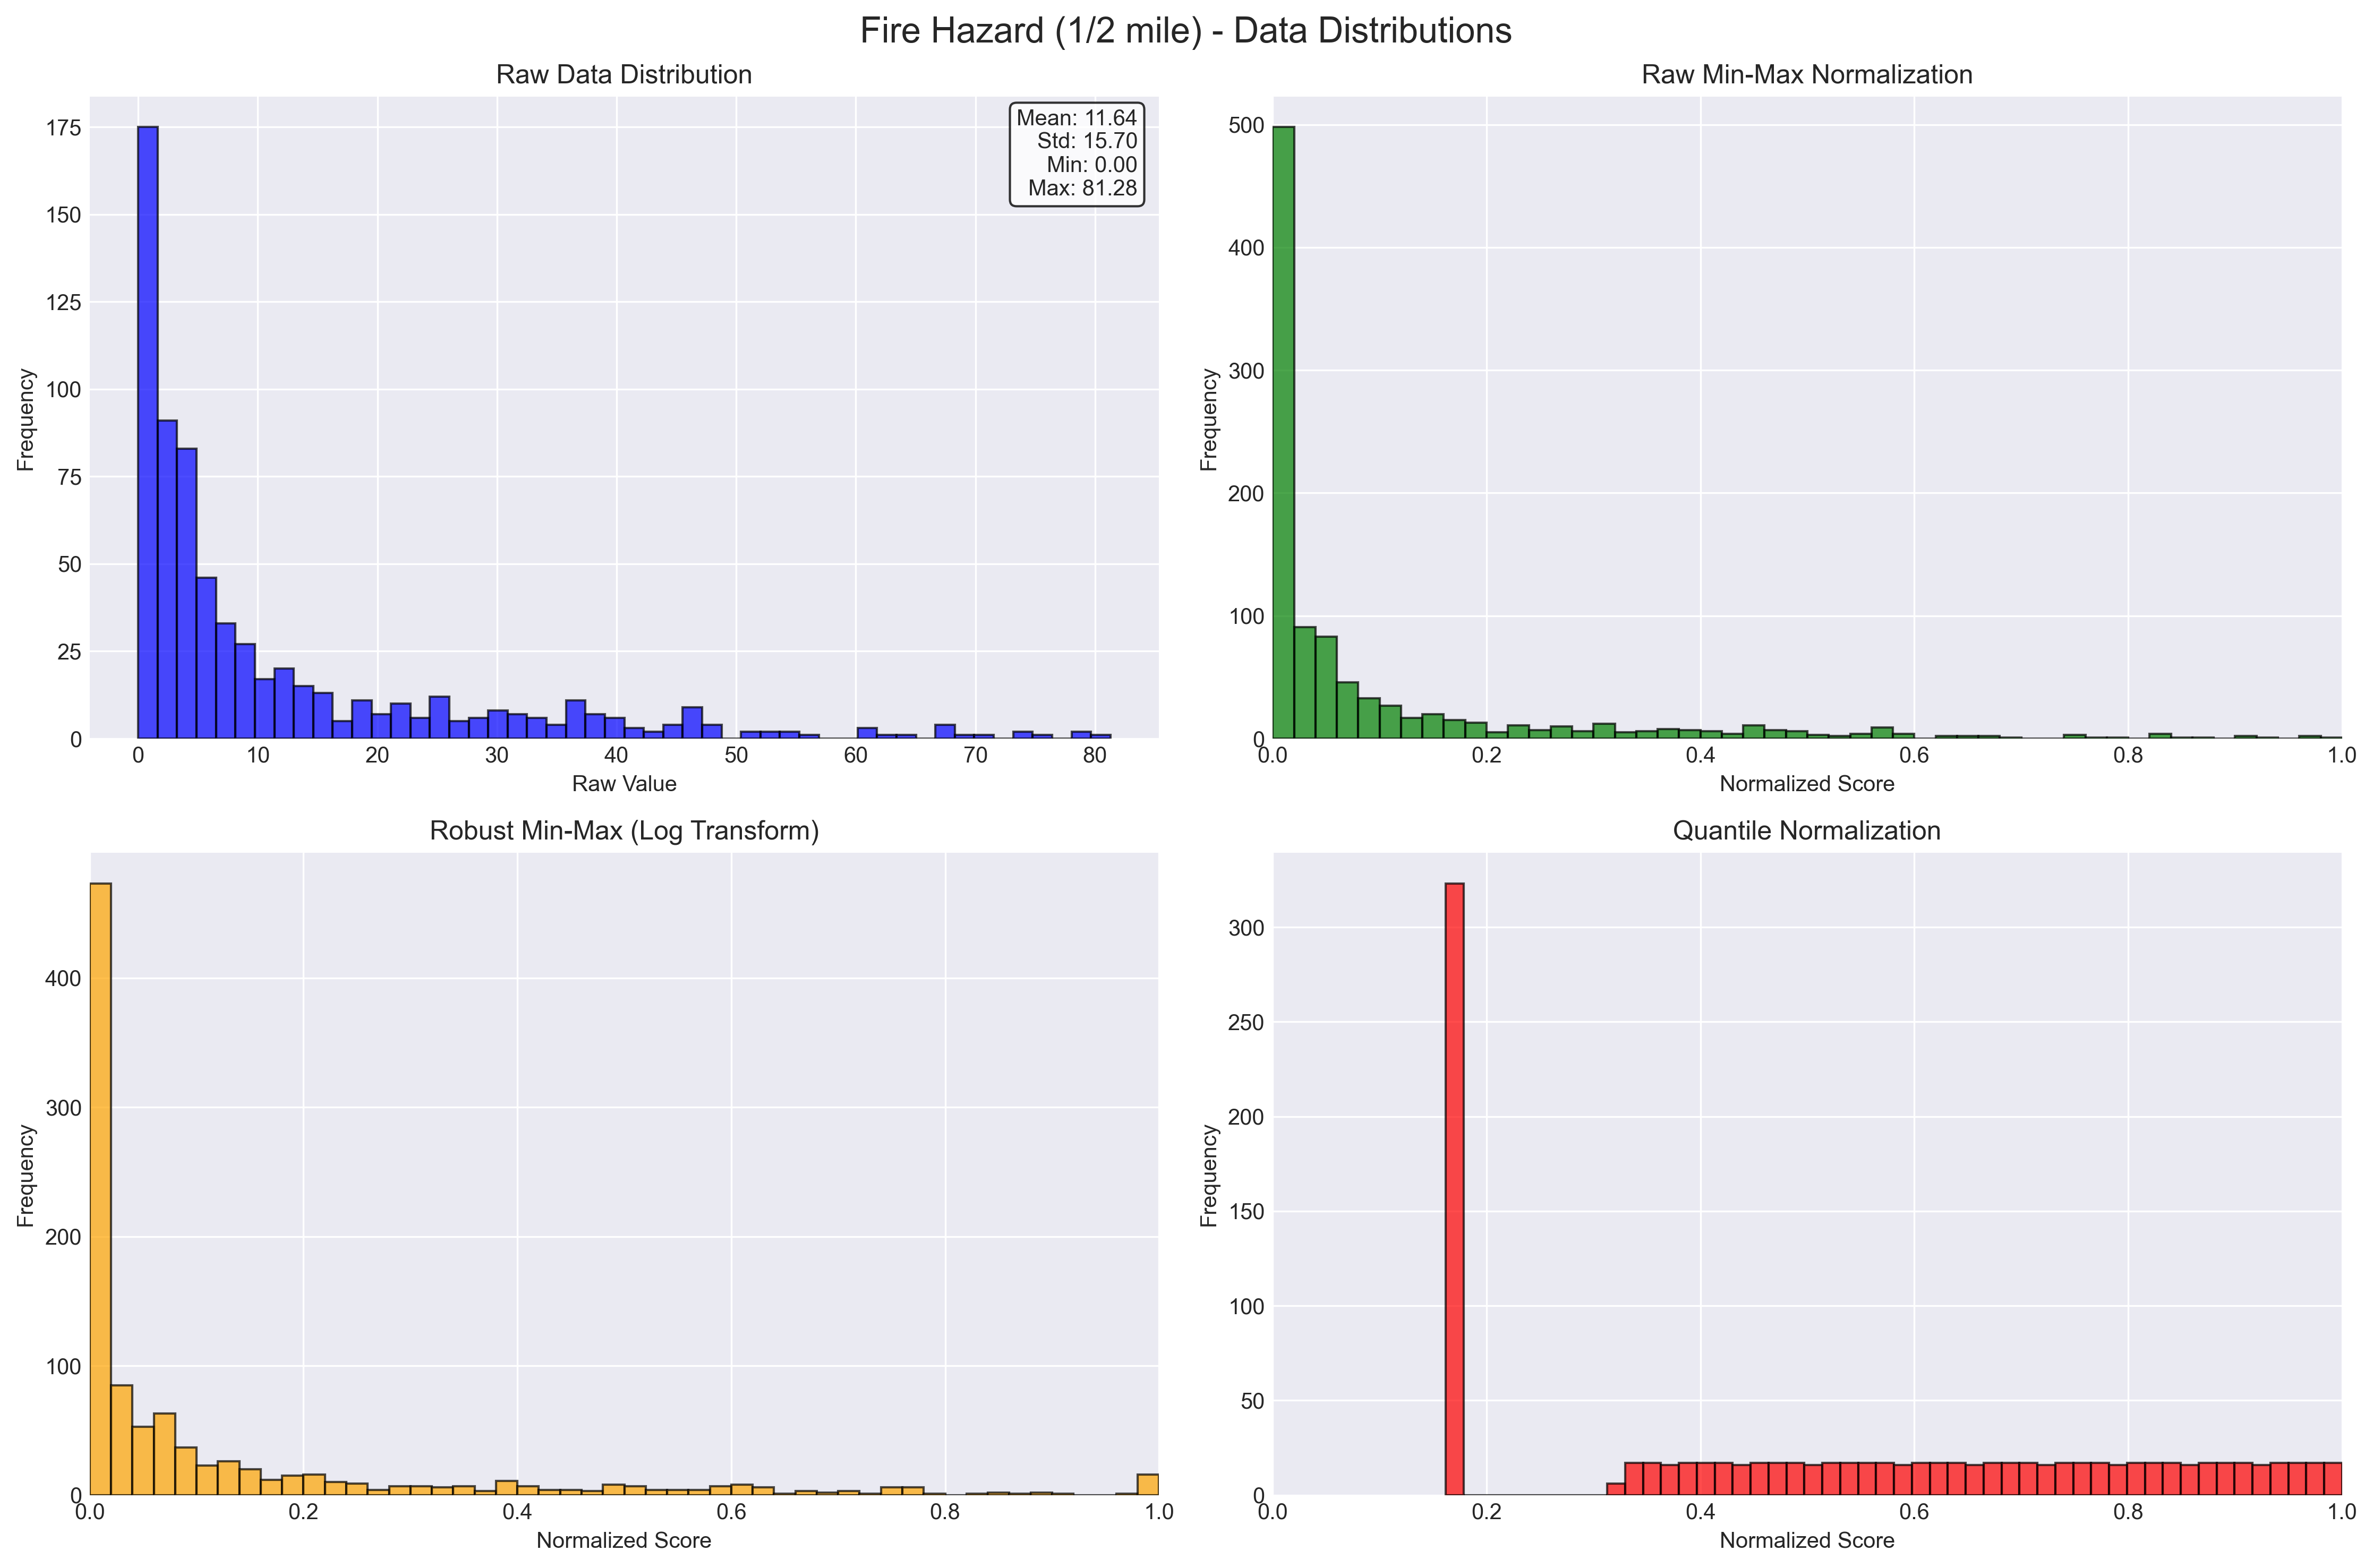 Fire Hazard (1/2 mile) - Data Distributions
Raw Data Distribution
Mean: 11.64
Std: 15.70
Min: 0.00
Max: 81.28
Frequency
175
150
125
100
75
50
25
0
0 10 20 30 40 50 60 70 80
Raw Value
Raw Min-Max Normalization
Frequency
500
400
300
200
100
0
0.0 0.2 0.4 0.6 0.8 1.0
Normalized Score
Robust Min-Max (Log Transform)
Frequency
400
300
200
100
0
0.0 0.2 0.4 0.6 0.8 1.0
Normalized Score
Quantile Normalization
Frequency
300
250
200
150
100
50
0
0.0 0.2 0.4 0.6 0.8 1.0
Normalized Score